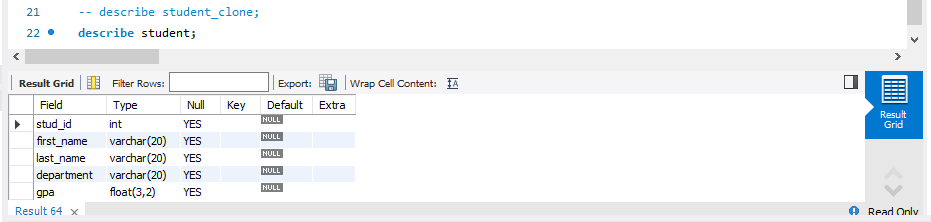 21 -- describe student_clone;
22 describe student;
Result Grid Filter Rows: Export: Wrap Cell Content:
Field Type Null Key Default Extra
stud_id int YES NULL
first_name varchar(20) YES NULL
last_name varchar(20) YES NULL
department varchar(20) YES NULL
gpa float(3,2) YES NULL
Result
Grid
Result 64 Read Only